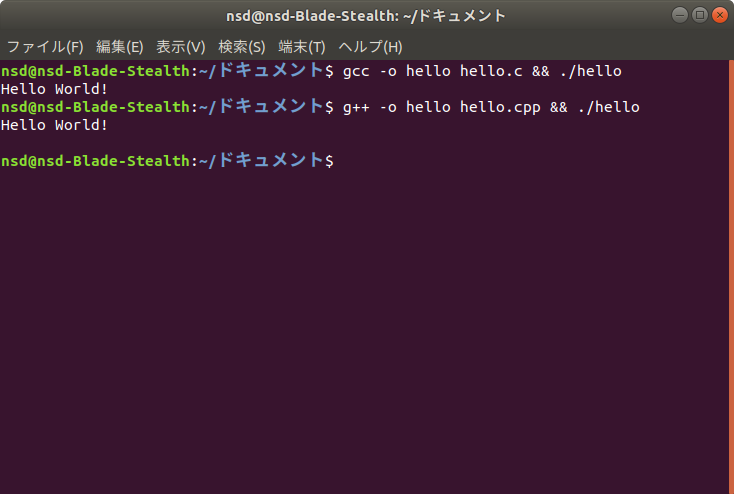 nsd@nsd-Blade-Stealth: ~/ドキュメント
ファイル(F) 編集(E) 表示(V) 検索(S) 端末(T) ヘルプ(H)
nsd@nsd-Blade-Stealth:~/ドキュメント$ gcc -o hello hello.c && ./hello
Hello World!
nsd@nsd-Blade-Stealth:~/ドキュメント$ g++ -o hello hello.cpp && ./hello
Hello World!
nsd@nsd-Blade-Stealth:~/ドキュメント$